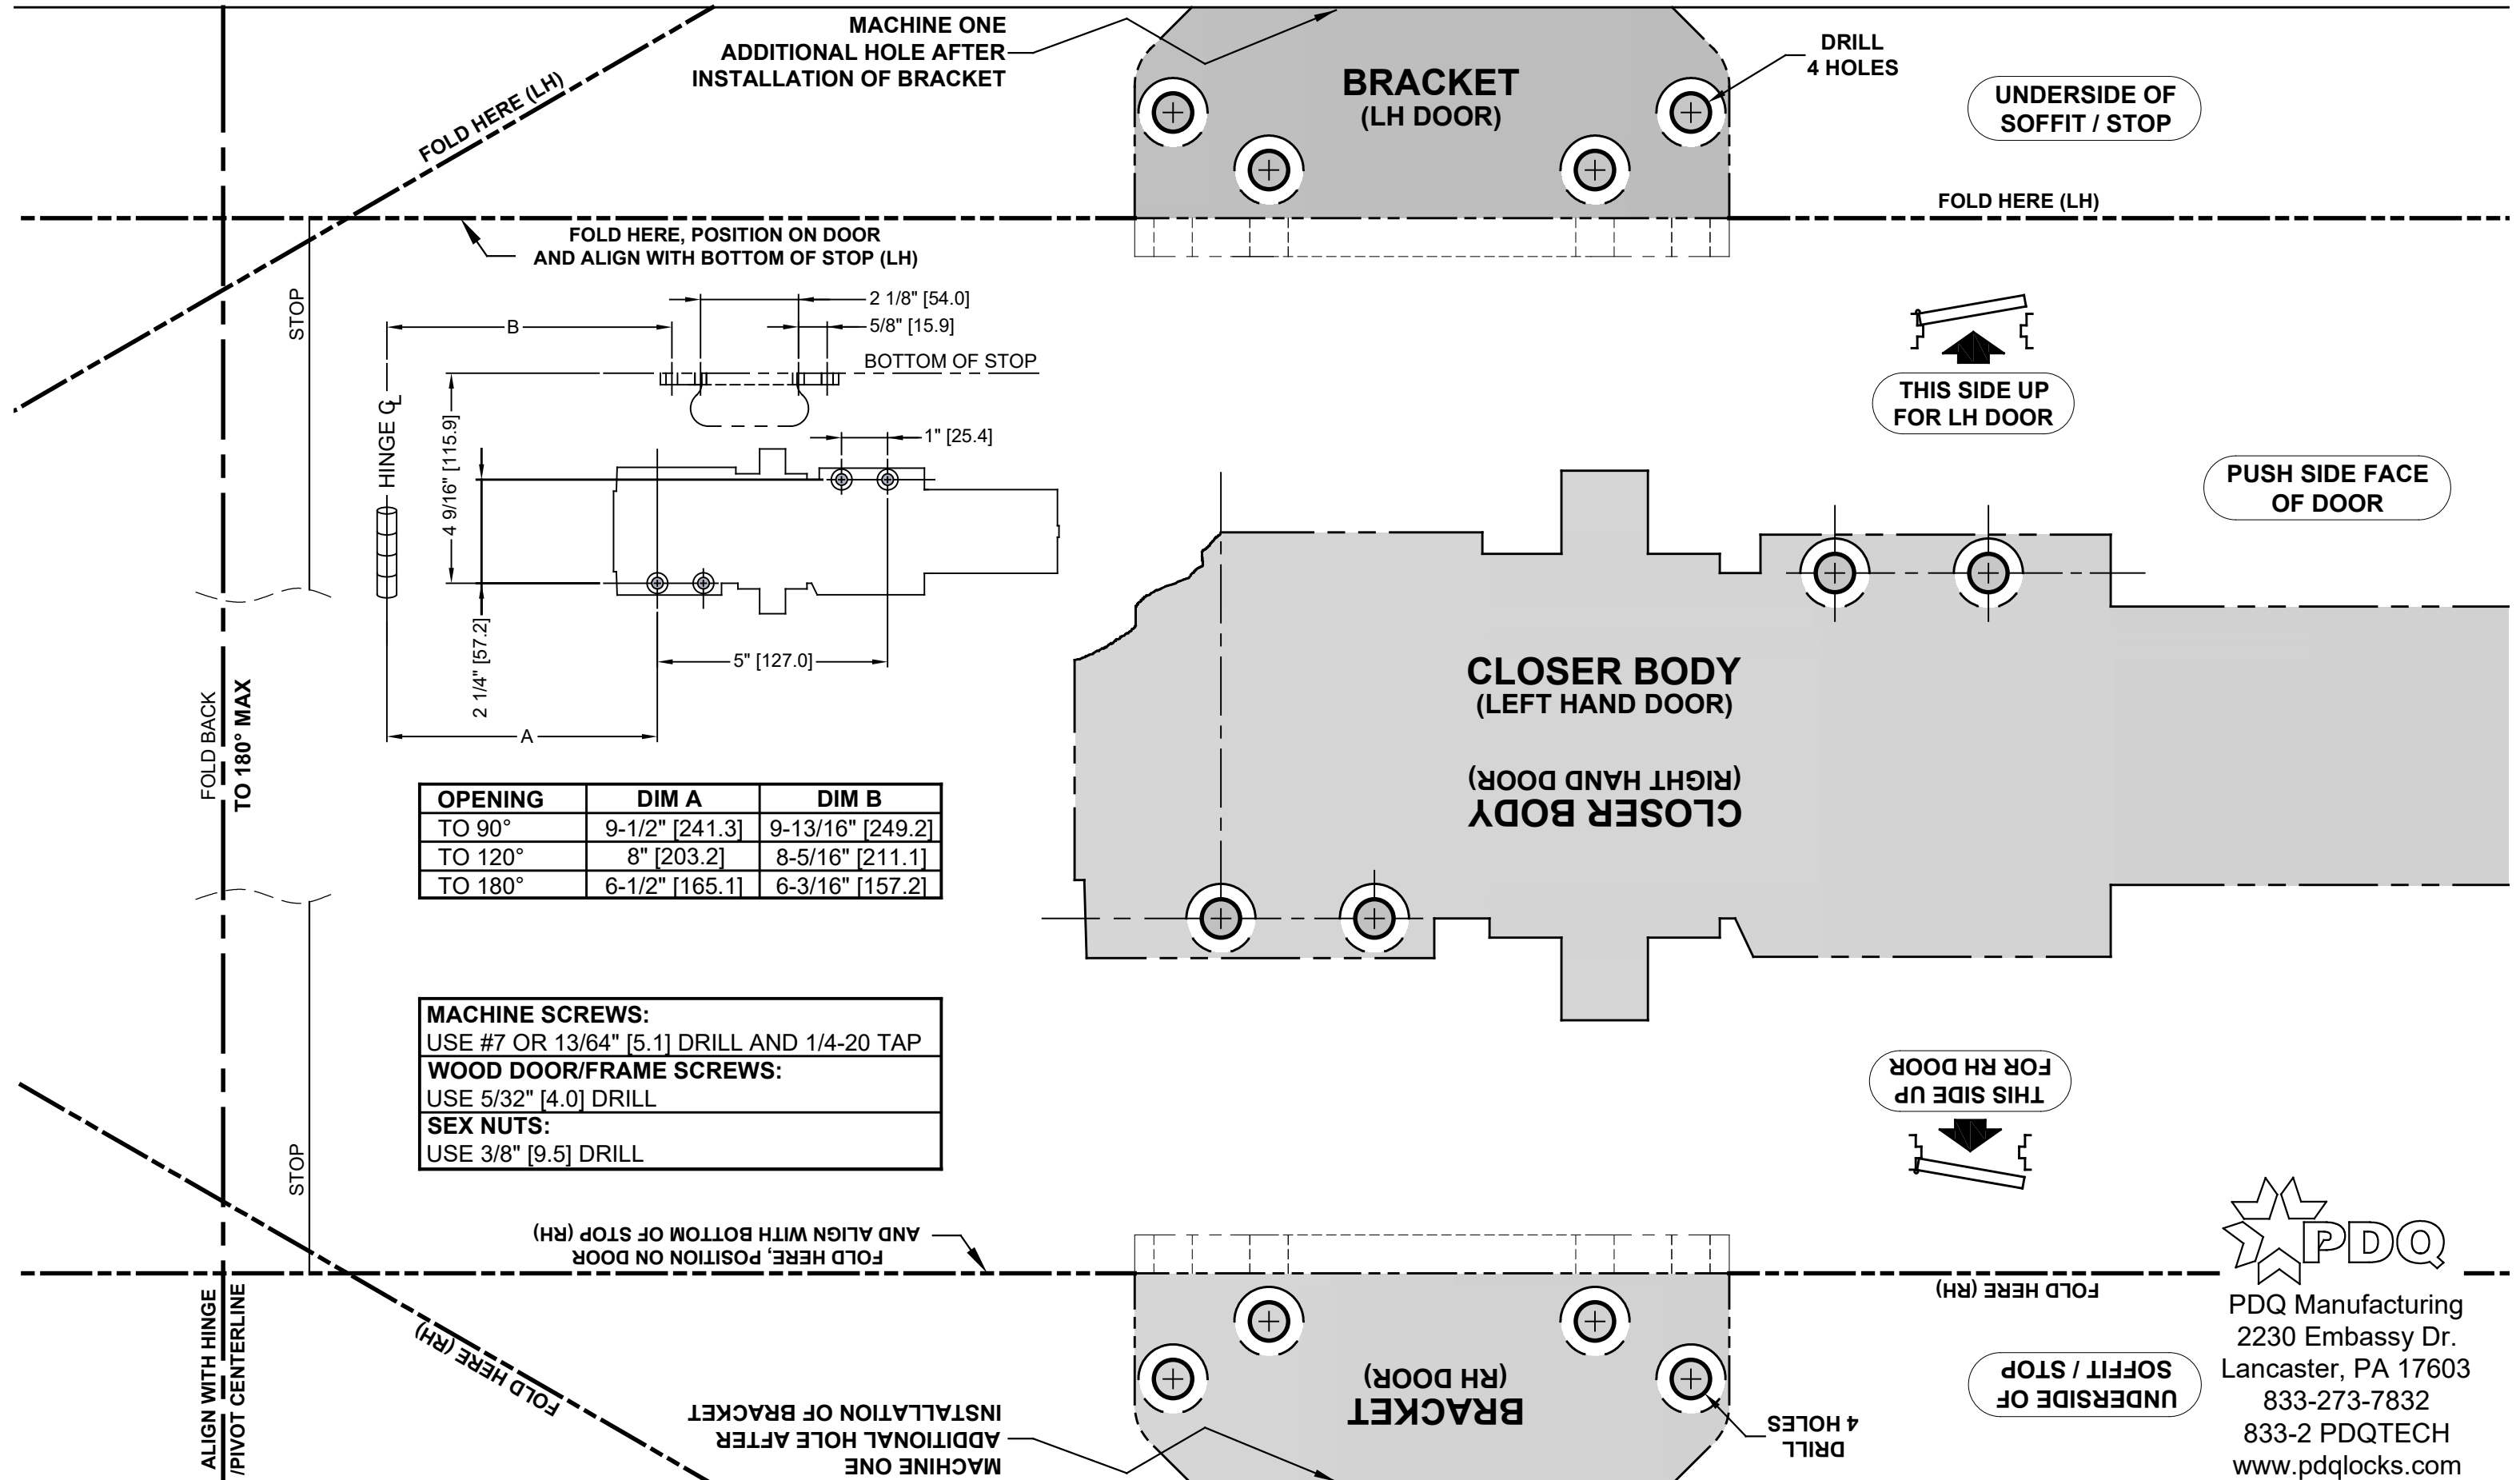 MACHINE ONE
ADDITIONAL HOLE AFTER
INSTALLATION OF BRACKET
BRACKET
(LH DOOR)
DRILL
4 HOLES
UNDERSIDE OF
SOFFIT / STOP
FOLD HERE (LH)
FOLD HERE (LH)
FOLD HERE, POSITION ON DOOR
AND ALIGN WITH BOTTOM OF STOP (LH)
STOP
2 1/8" [54.0]
B
5/8" [15.9]
BOTTOM OF STOP
HINGE CL
4 9/16" [115.9]
1" [25.4]
2 1/4" [57.2]
5" [127.0]
A
THIS SIDE UP
FOR LH DOOR
PUSH SIDE FACE
OF DOOR
CLOSER BODY
(LEFT HAND DOOR)
CLOSER BODY
(RIGHT HAND DOOR)
FOLD BACK
TO 180° MAX
OPENING DIM A DIM B
TO 90° 9-1/2" [241.3] 9-13/16" [249.2]
TO 120° 8" [203.2] 8-5/16" [211.1]
TO 180° 6-1/2" [165.1] 6-3/16" [157.2]
MACHINE SCREWS:
USE #7 OR 13/64" [5.1] DRILL AND 1/4-20 TAP
WOOD DOOR/FRAME SCREWS:
USE 5/32" [4.0] DRILL
SEX NUTS:
USE 3/8" [9.5] DRILL
THIS SIDE UP
FOR RH DOOR
STOP
FOLD HERE, POSITION ON DOOR
AND ALIGN WITH BOTTOM OF STOP (RH)
FOLD HERE (RH)
FOLD HERE (RH)
ALIGN WITH HINGE
/PIVOT CENTERLINE
MACHINE ONE
ADDITIONAL HOLE AFTER
INSTALLATION OF BRACKET
BRACKET
(RH DOOR)
DRILL
4 HOLES
UNDERSIDE OF
SOFFIT / STOP
PDQ
PDQ Manufacturing
2230 Embassy Dr.
Lancaster, PA 17603
833-273-7832
833-2 PDQTECH
www.pdqlocks.com